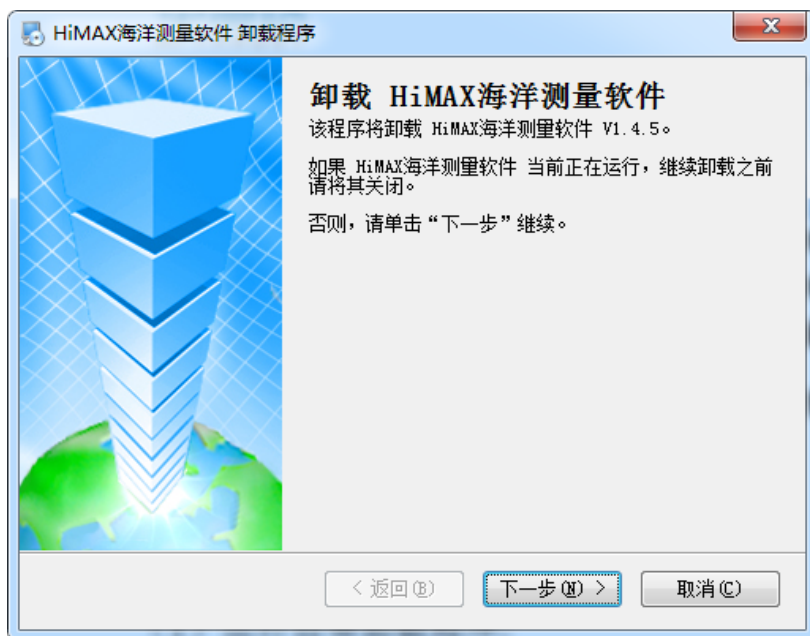 HiMAX海洋测量软件 卸载程序
卸载 HiMAX海洋测量软件
该程序将卸载 HiMAX海洋测量软件 V1.4.5。
如果 HiMAX海洋测量软件 当前正在运行，继续卸载之前
请将其关闭。
否则，请单击“下一步”继续。
< 返回(B)
下一步(N) >
取消(C)